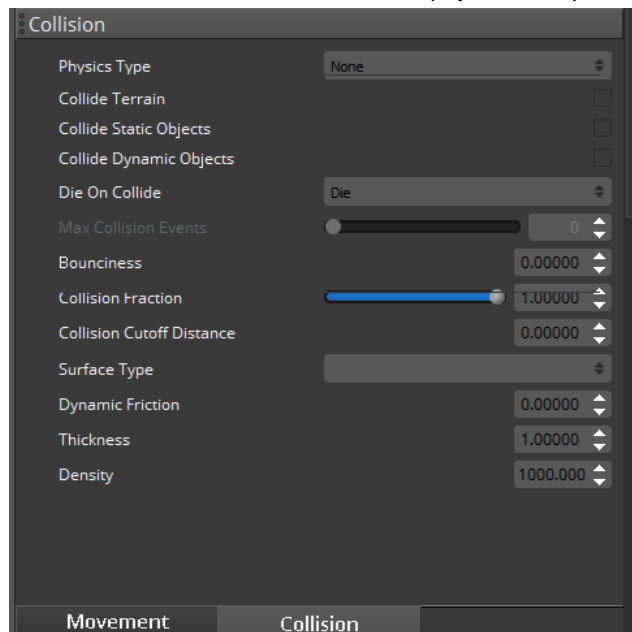 Collision
Physics Type None
Collide Terrain
Collide Static Objects
Collide Dynamic Objects
Die On Collide Die
Max Collision Events 0
Bounciness 0.00000
Collision Fraction 1.00000
Collision Cutoff Distance 0.00000
Surface Type
Dynamic Friction 0.00000
Thickness 1.00000
Density 1000.000
Movement Collision